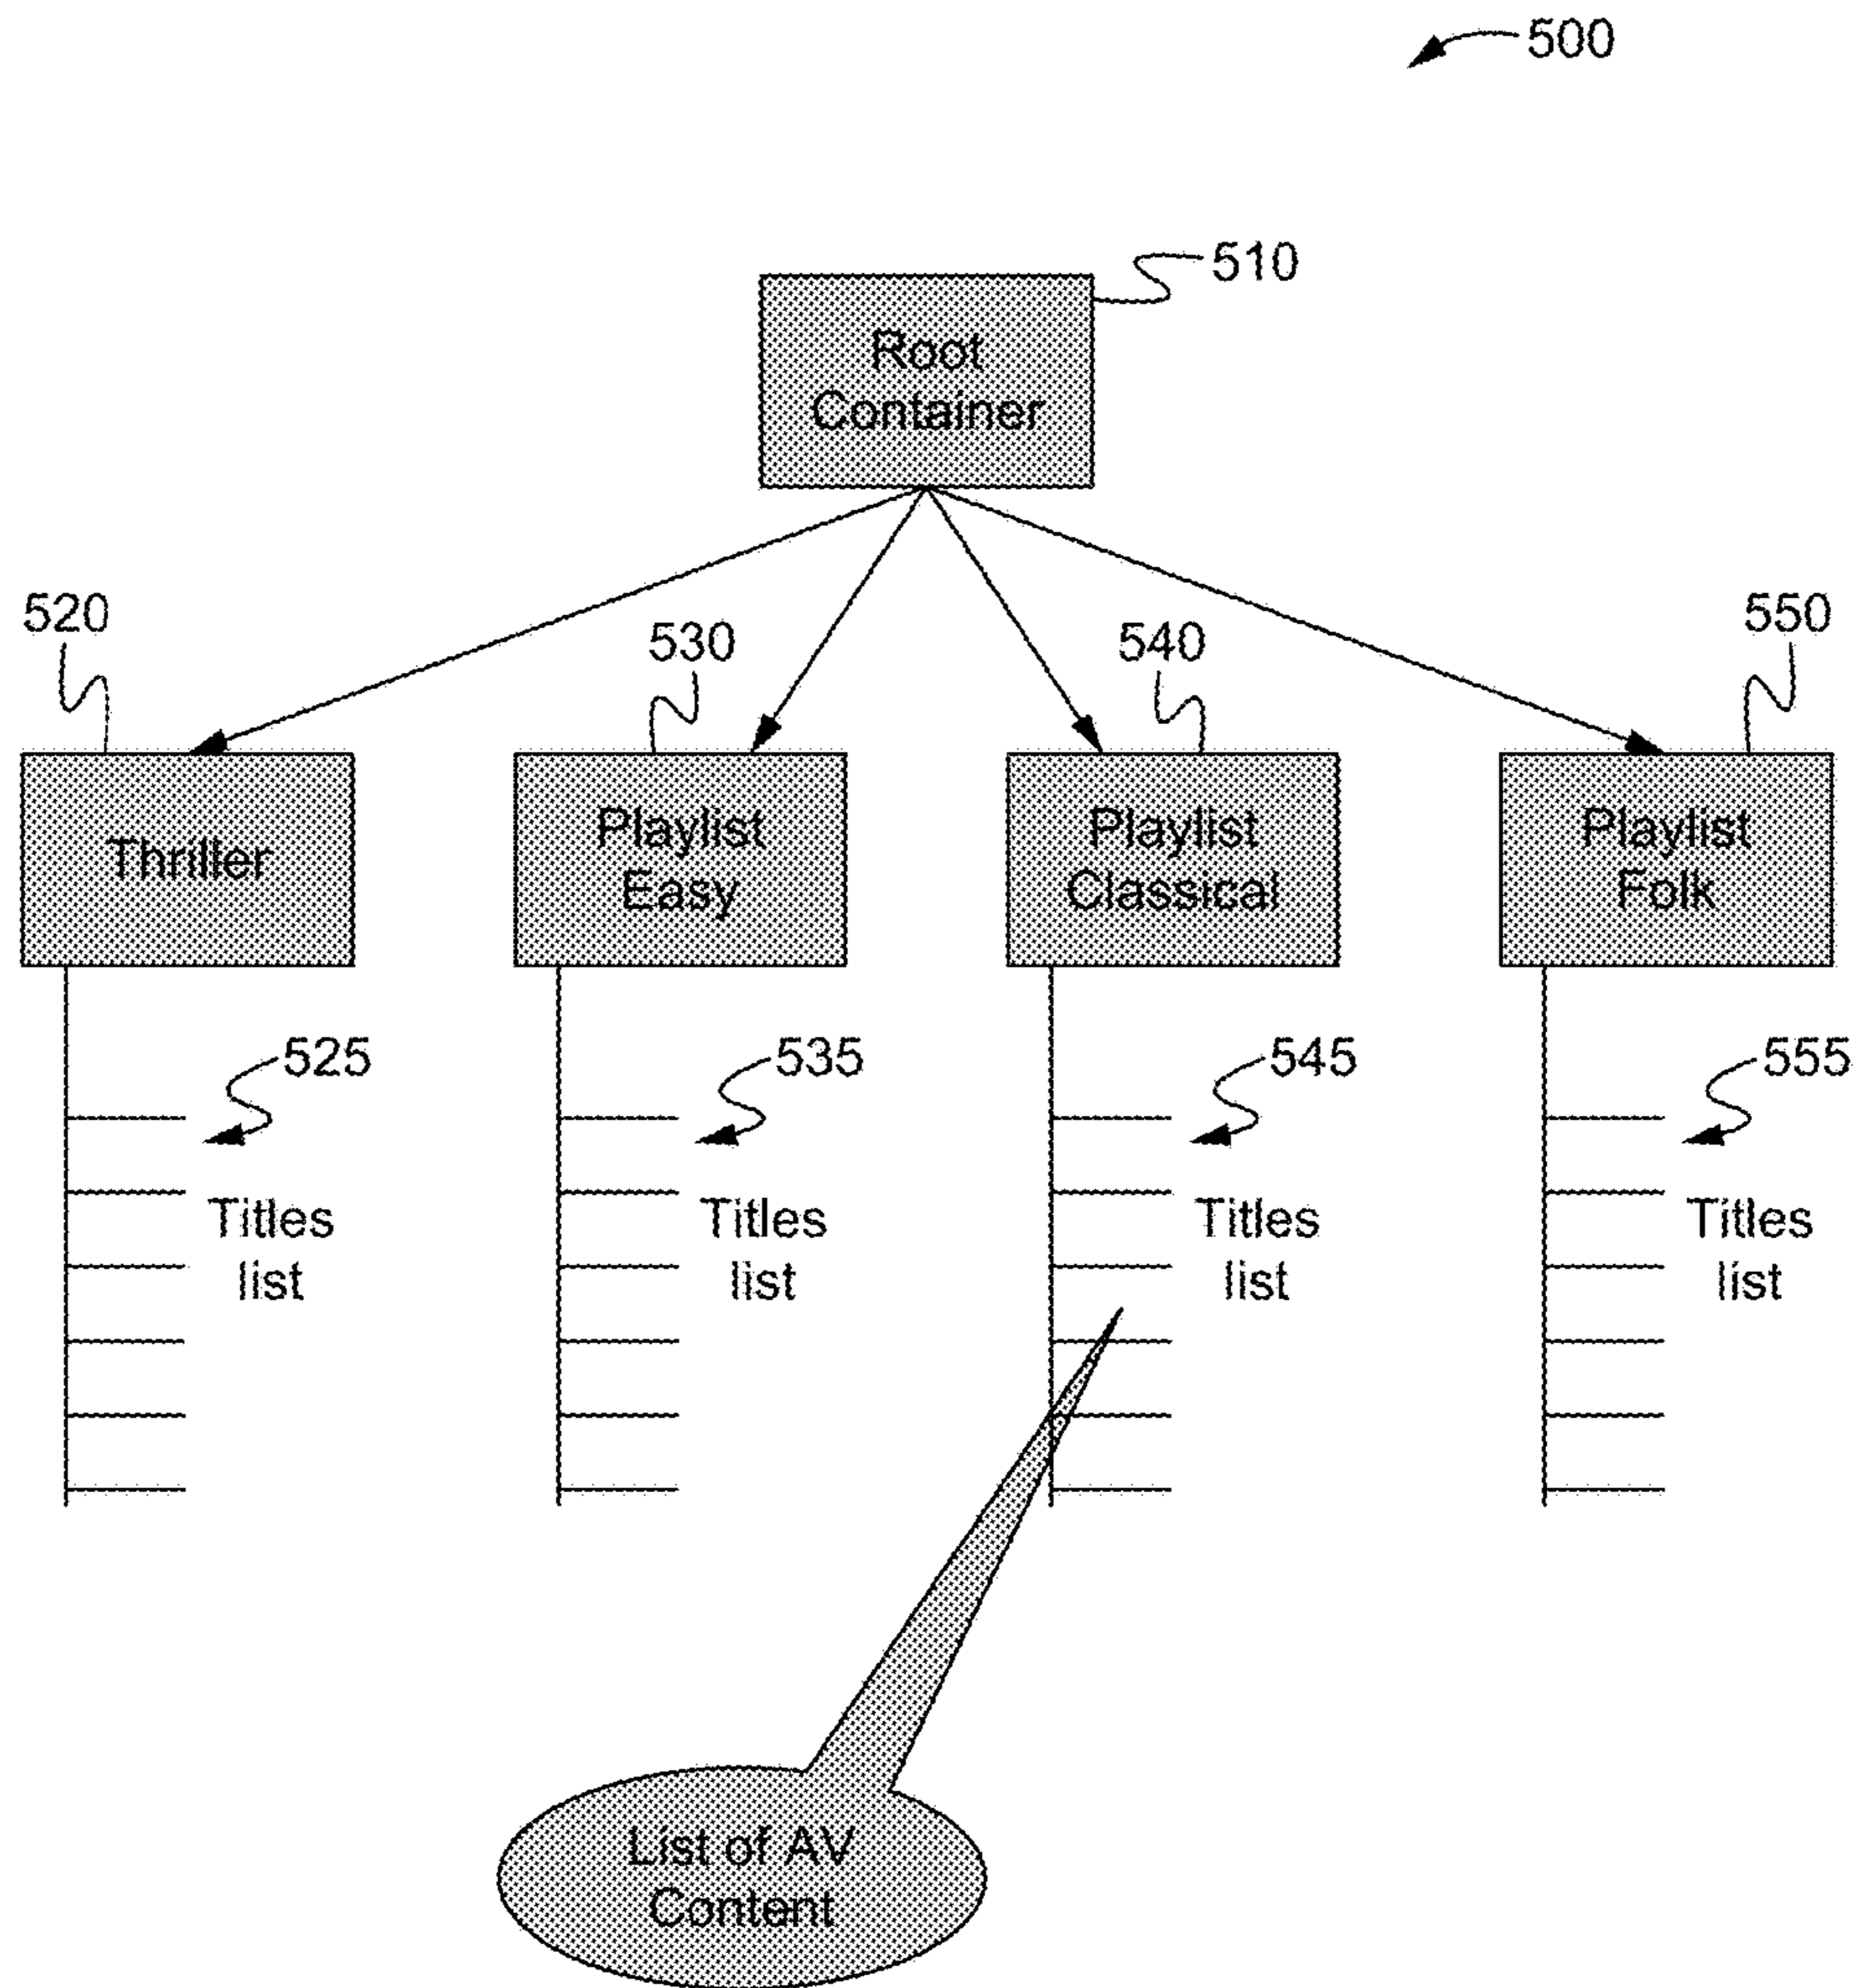 500
510
Root
Container
520
530
540
550
Thriller
Playlist
Easy
Playlist
Classical
Playlist
Folk
525
535
545
555
Titles
list
Titles
list
Titles
list
Titles
list
List of AV
Content